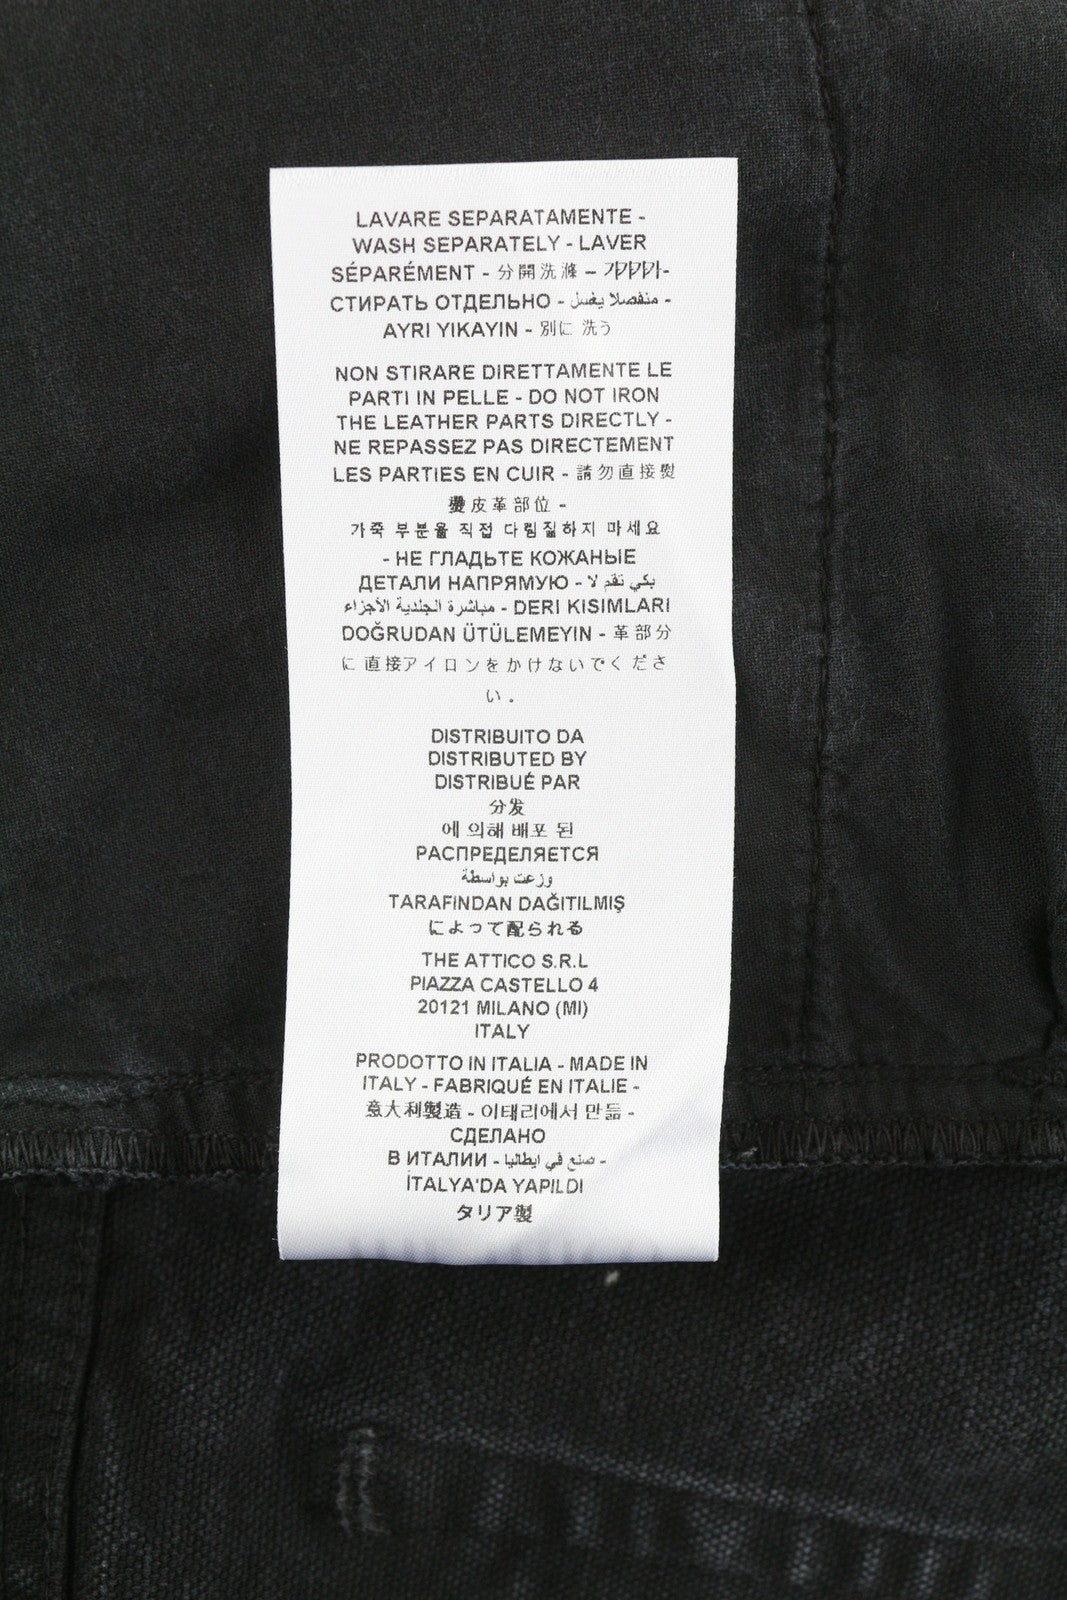 LAVARE SEPARATAMENTE -
WASH SEPARATELY - LAVER
SÉPARÉMENT - 分開洗滌 –
СТИРАТЬ ОТДЕЛЬНО - منفصلا يغسل -
AYRI YIKAYIN - 別に 洗う
NON STIRARE DIRETTAMENTE LE
PARTI IN PELLE - DO NOT IRON
THE LEATHER PARTS DIRECTLY -
NE REPASSEZ PAS DIRECTEMENT
LES PARTIES EN CUIR - 請勿直接熨
皮革部位 -
가죽 부분을 직접 다림질하지 마세요
- НЕ ГЛАДЬТЕ КОЖАНЫЕ
ДЕТАЛИ НАПРЯМУЮ - بكي تقم لا
مباشرة الجلدية الأجزاء - DERI KISIMLARI
DOĞRUDAN ÜTÜLEMEYIN - 革部分
に 直接アイロンをかけないでくださ
い .
DISTRIBUITO DA
DISTRIBUTED BY
DISTRIBUÉ PAR
分发
에 의해 배포 된
РАСПРЕДЕЛЯЕТСЯ
وزعت بواسطة
TARAFINDAN DAĞITILMIŞ
によって配られる
THE ATTICO S.R.L
PIAZZA CASTELLO 4
20121 MILANO (MI)
ITALY
PRODOTTO IN ITALIA - MADE IN
ITALY - FABRIQUÉ EN ITALIE -
意大利製造 - 이태리에서 만듦 -
СДЕЛАНО
В ИТАЛИИ - صنع في ايطاليا -
İTALYA'DA YAPILDI
タリア製